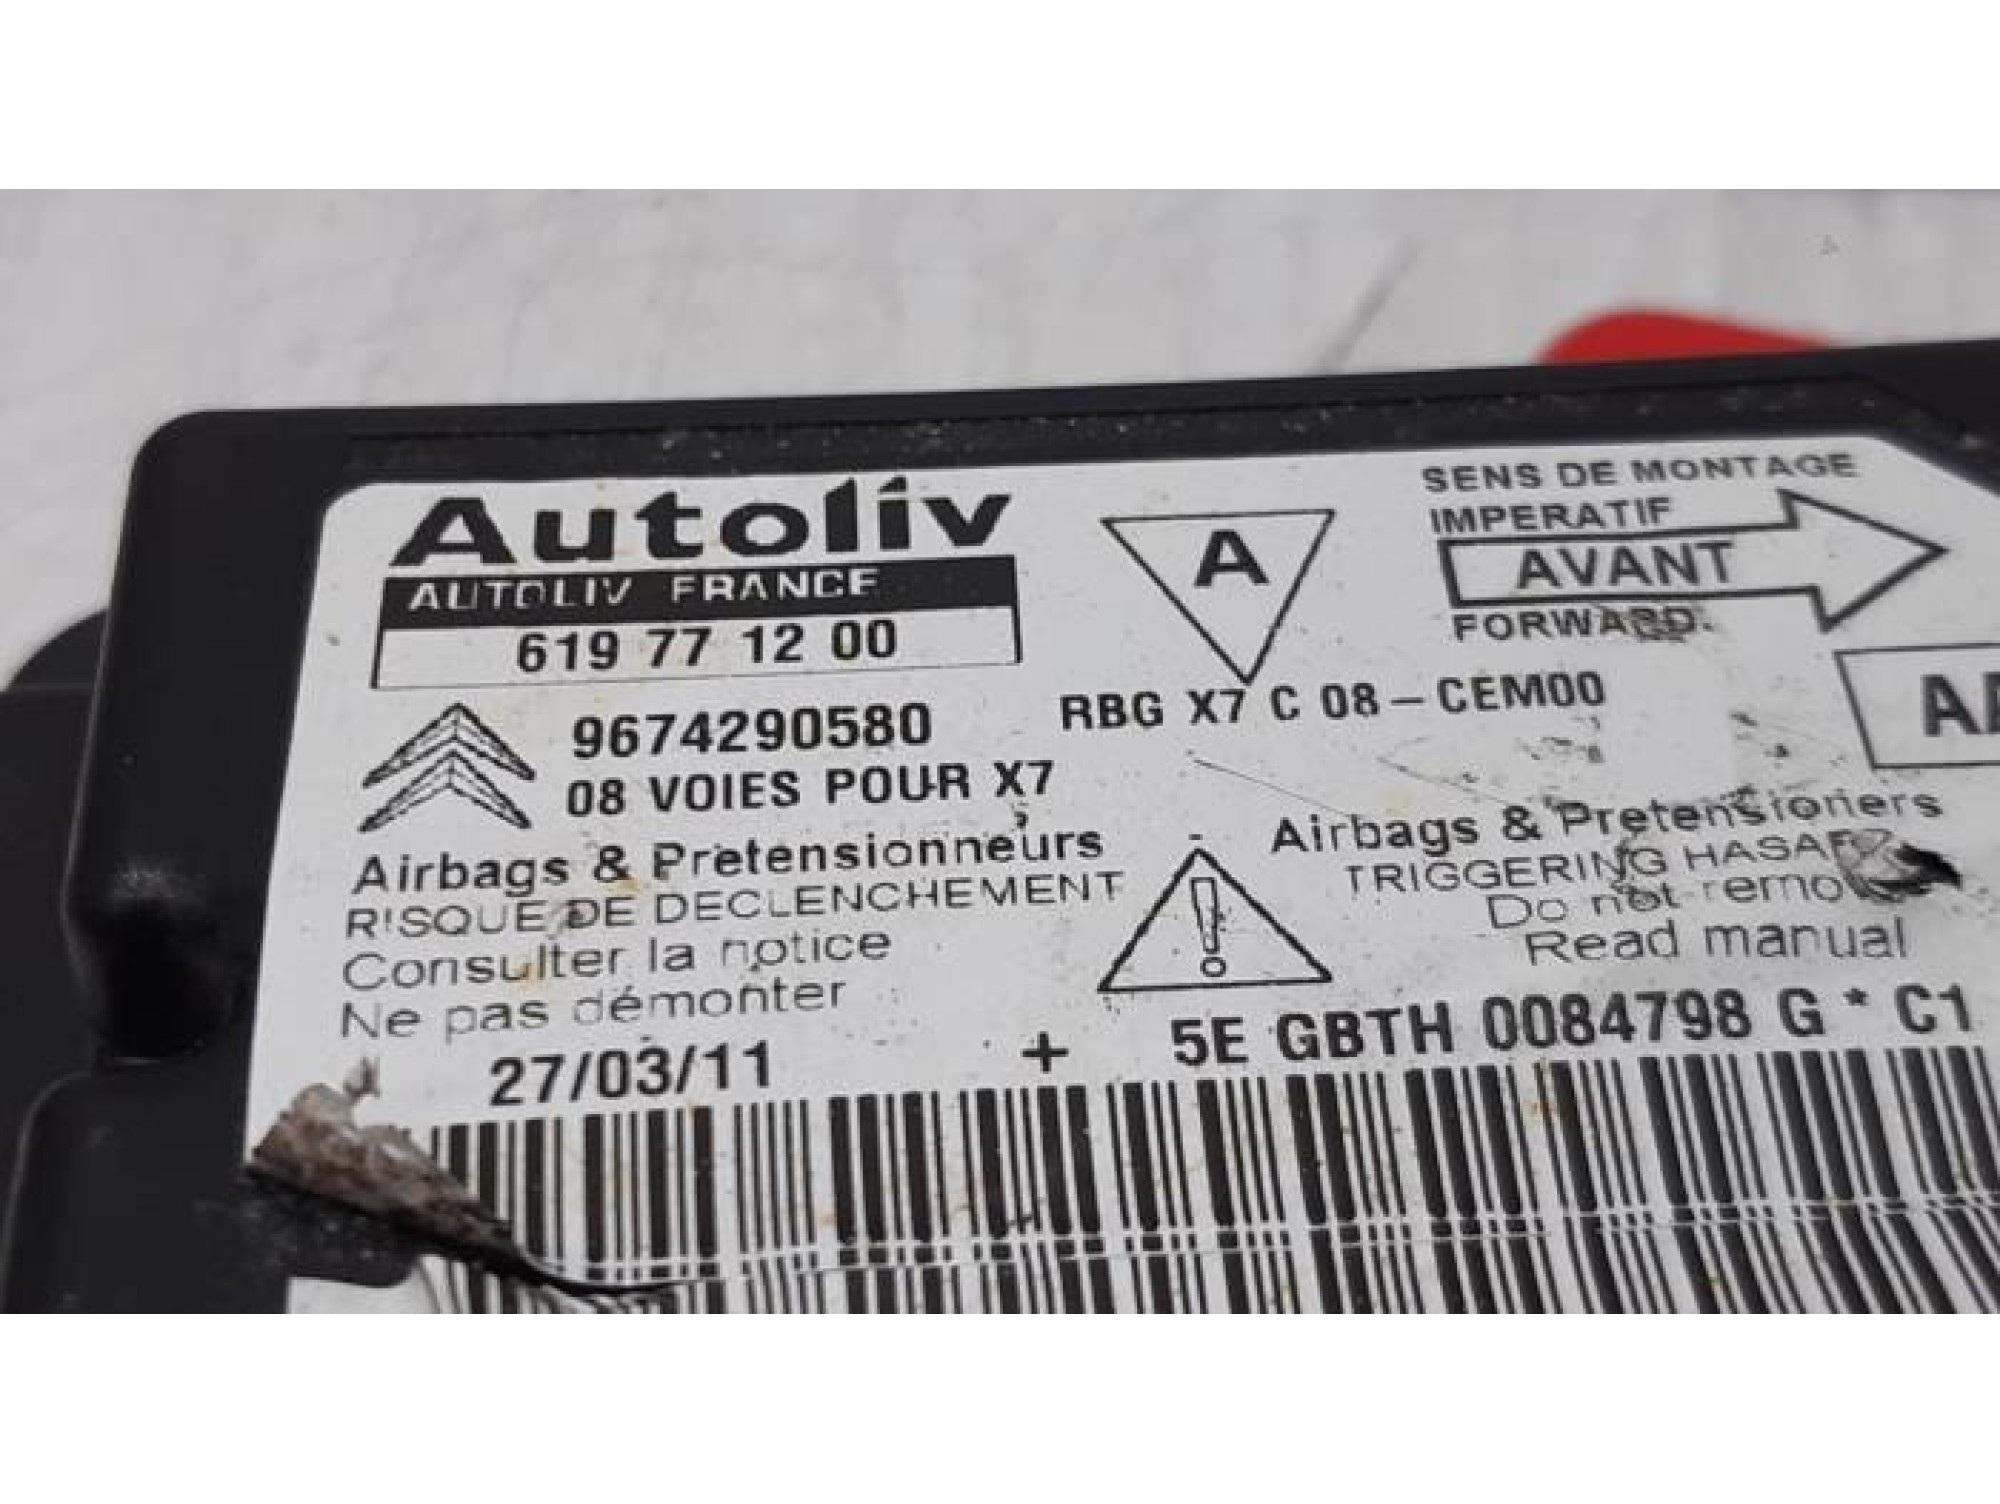 Autoliv
AUTOLIV FRANCE
619 77 12 00
A
SENS DE MONTAGE
IMPERATIF
AVANT
FORWARD.
9674290580
RBG X7 C 08-CEM00
08 VOIES POUR X7
Airbags & Pretensionneurs
RISQUE DE DECLENCHEMENT
Consulter la notice
Ne pas démonter
Airbags & Pretensioners
TRIGGERING
Do not
Read manual
27/03/11 + 5E GBTH 0084798 G * C1